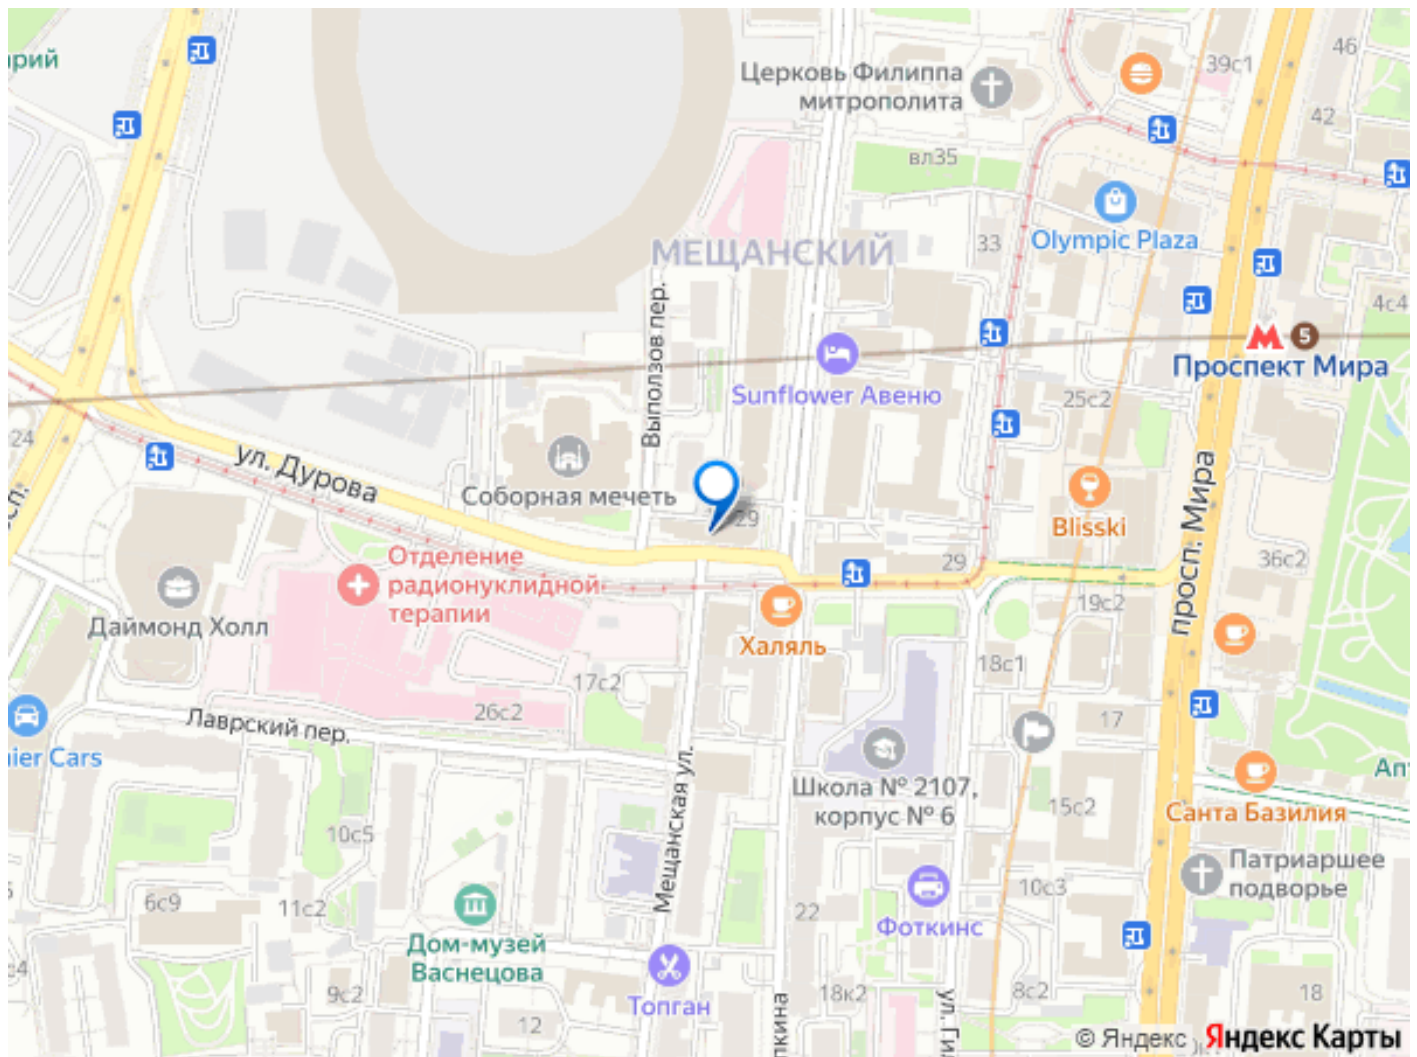 арий
46
39с1
Церковь Филиппа
митрополита
42
вл35
МЕЩАНСКИЙ
33
Olympic Plaza
4с4
Выползов пер.
5
Проспект Мира
Sunflower Авеню
25с2
24
ул. Дурова
Соборная мечеть
29
просп. Мира
Blisski
36с2
Отделение
радионуклидной
терапии
29
19с2
Даймонд Холл
Халяль
18с1
17с2
26с2
17
Лаврский пер.
nier Cars
Мещанская ул.
Школа № 2107,
корпус № 6
15с2
Санта Базилия
10с5
Патриаршее
подворье
10с3
6с9
11с2
22
Фоткинс
Дом-музей
Васнецова
9с2
Топган
18к2
8с2
18
12
© Яндекс
Яндекс Карты